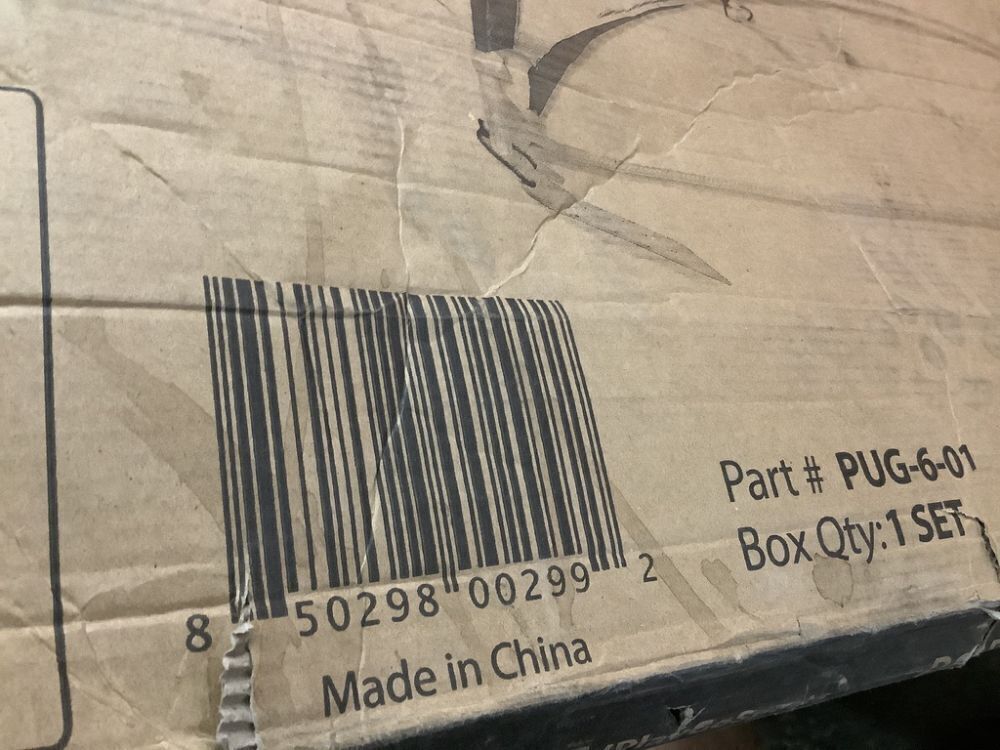 Part # PUG-6-01
Box Qty: 1 SET
8 50298 00299 2
Made in China